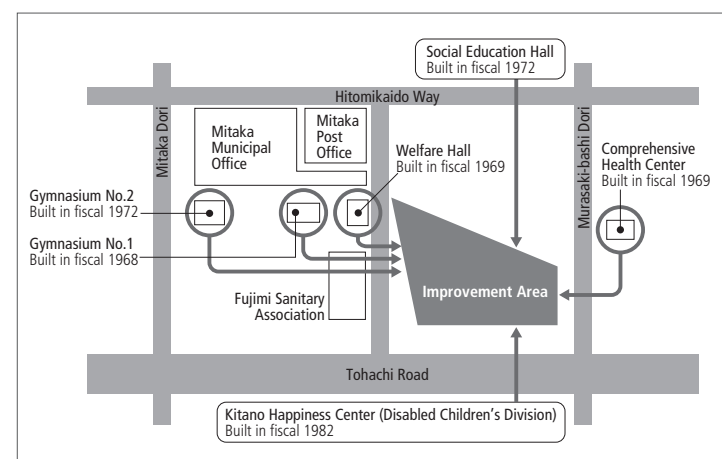 Social Education Hall
Built in fiscal 1972
Hitomikaido Way
Mitaka Dori
Mitaka
Municipal
Office
Mitaka
Post
Office
Welfare Hall
Built in fiscal 1969
Murasaki-bashi Dori
Comprehensive
Health Center
Built in fiscal 1969
Gymnasium No.2
Built in fiscal 1972
Gymnasium No.1
Built in fiscal 1968
Fujimi Sanitary
Association
Improvement Area
Tohachi Road
Kitano Happiness Center (Disabled Children's Division)
Built in fiscal 1982